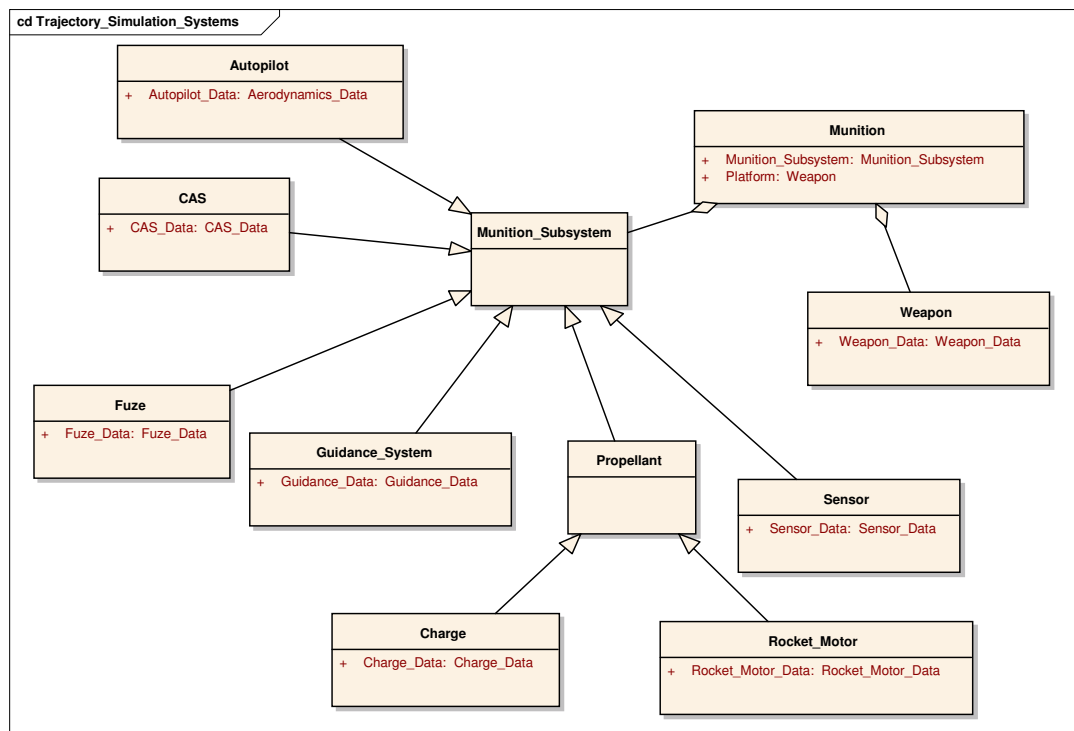 cd Trajectory_Simulation_Systems
Autopilot
+ Autopilot_Data: Aerodynamics_Data
Munition
+ Munition_Subsystem: Munition_Subsystem
+ Platform: Weapon
CAS
+ CAS_Data: CAS_Data
Munition_Subsystem
Weapon
+ Weapon_Data: Weapon_Data
Fuze
+ Fuze_Data: Fuze_Data
Guidance_System
+ Guidance_Data: Guidance_Data
Propellant
Sensor
+ Sensor_Data: Sensor_Data
Charge
+ Charge_Data: Charge_Data
Rocket_Motor
+ Rocket_Motor_Data: Rocket_Motor_Data